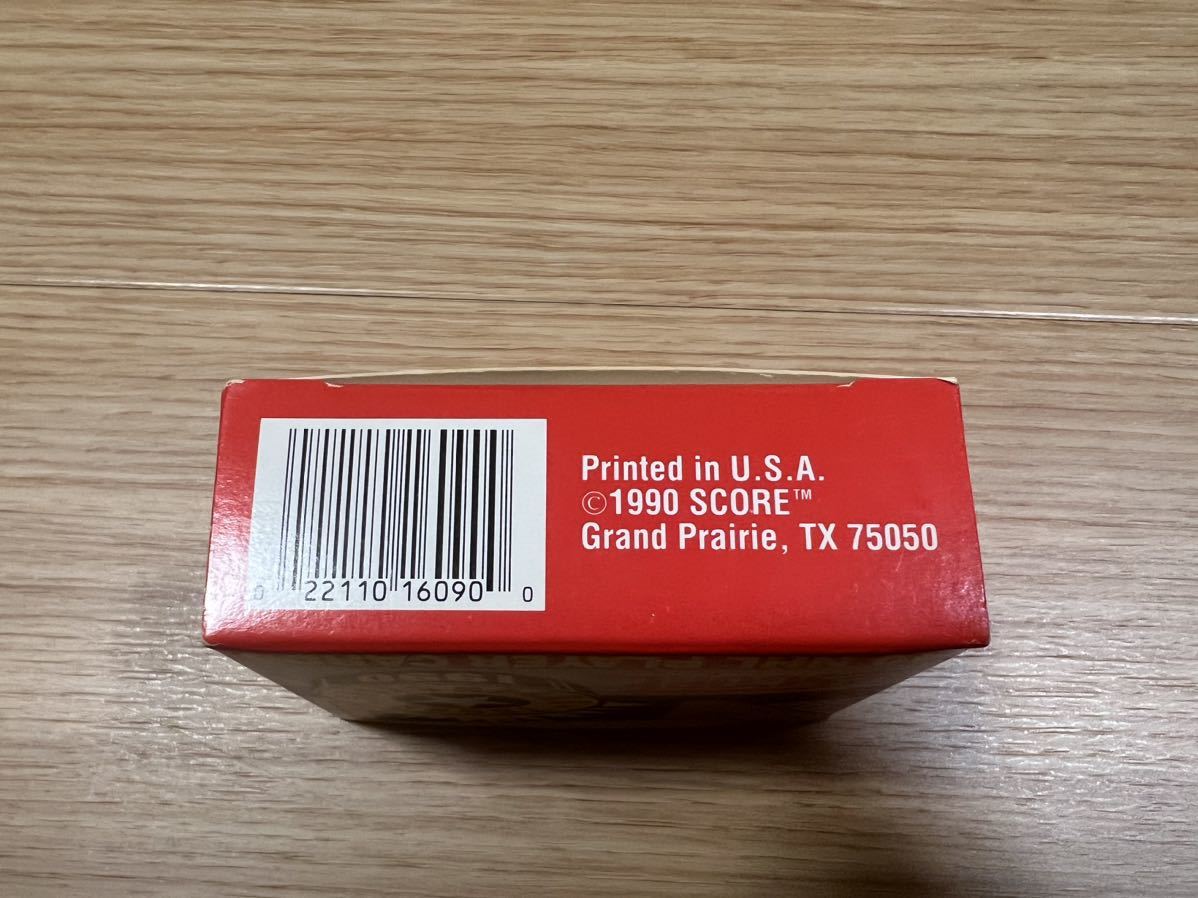 Printed in U.S.A.
©1990 SCORE™
Grand Prairie, TX 75050
0 22110 16090 0